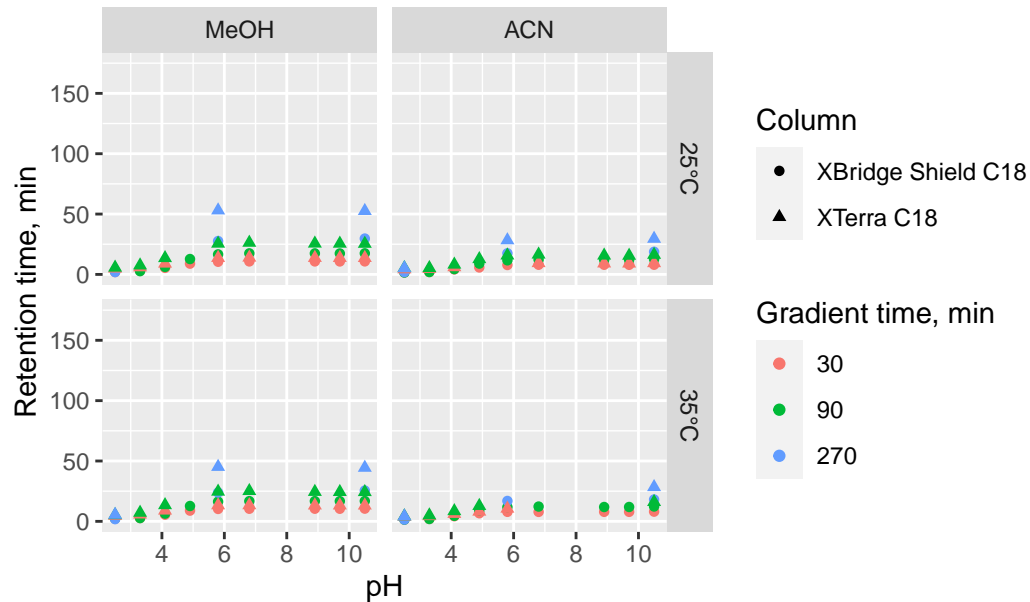 MeOH
ACN
150
100
50
0
25°C
150
100
50
0
35°C
4
6
8
10
4
6
8
10
pH
Retention time, min
Column
XBridge Shield C18
XTerra C18
Gradient time, min
30
90
270